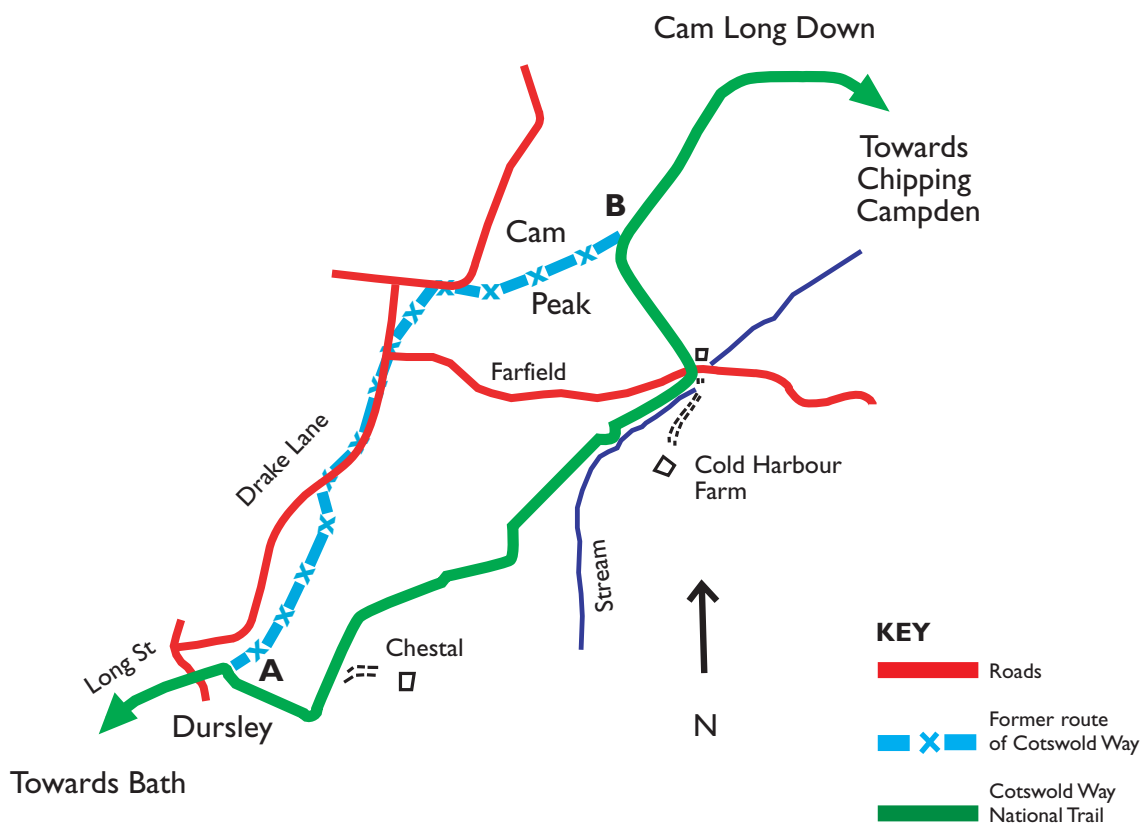 Cam Long Down
Towards
Chipping
Campden
B
Cam
Peak
Farfield
Drake Lane
Cold Harbour
Farm
Stream
Chestal
Long St
A
Dursley
Towards Bath
N
KEY
Roads
Former route
of Cotswold Way
Cotswold Way
National Trail